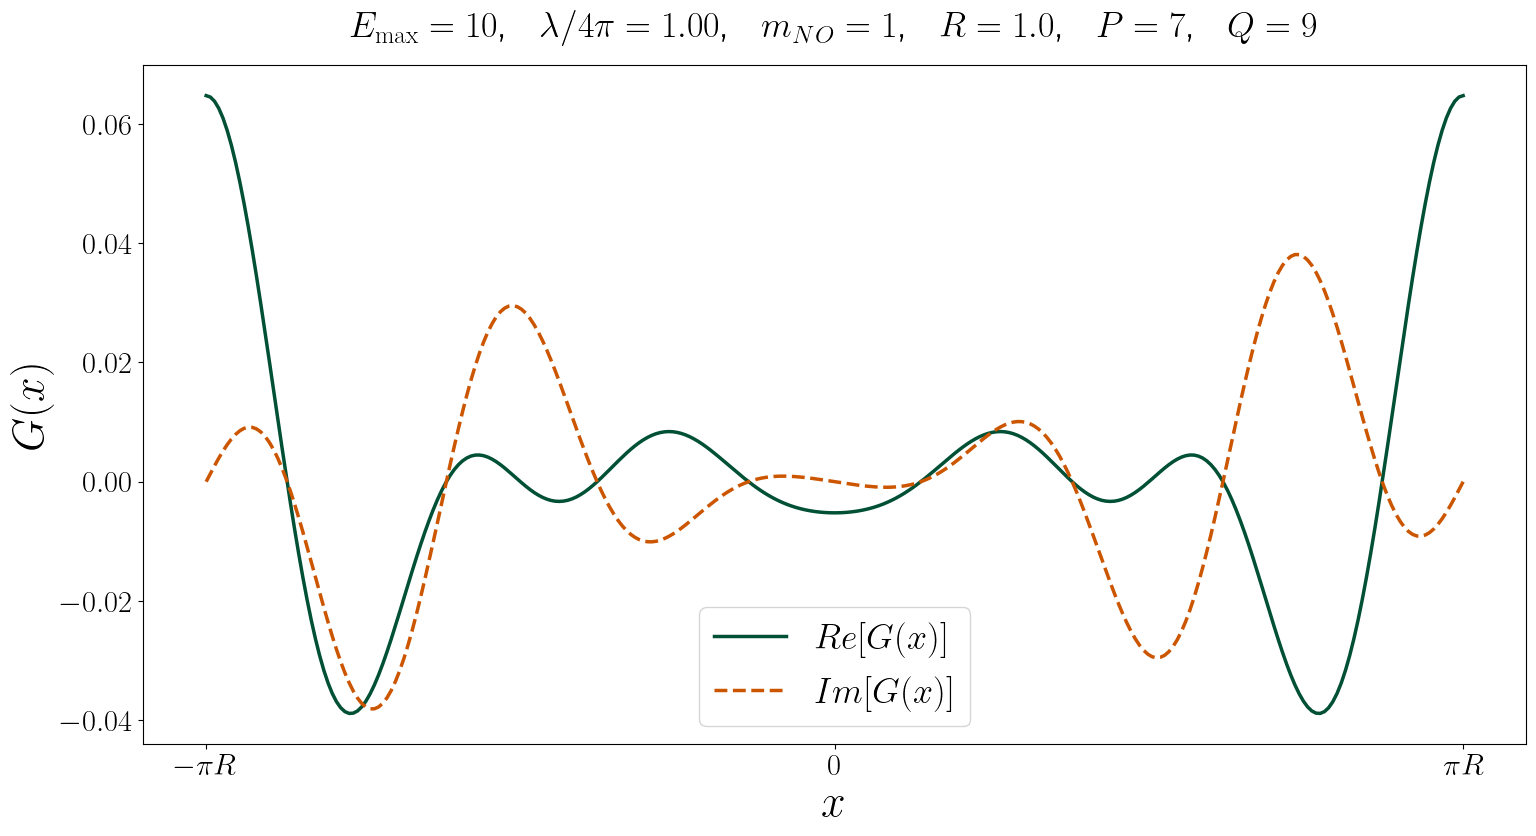 E_max = 10, λ/4π = 1.00, m_NO = 1, R = 1.0, P = 7, Q = 9
G(x)
0.06
0.04
0.02
0.00
−0.02
−0.04
Re[G(x)]
Im[G(x)]
−πR 0 πR
x